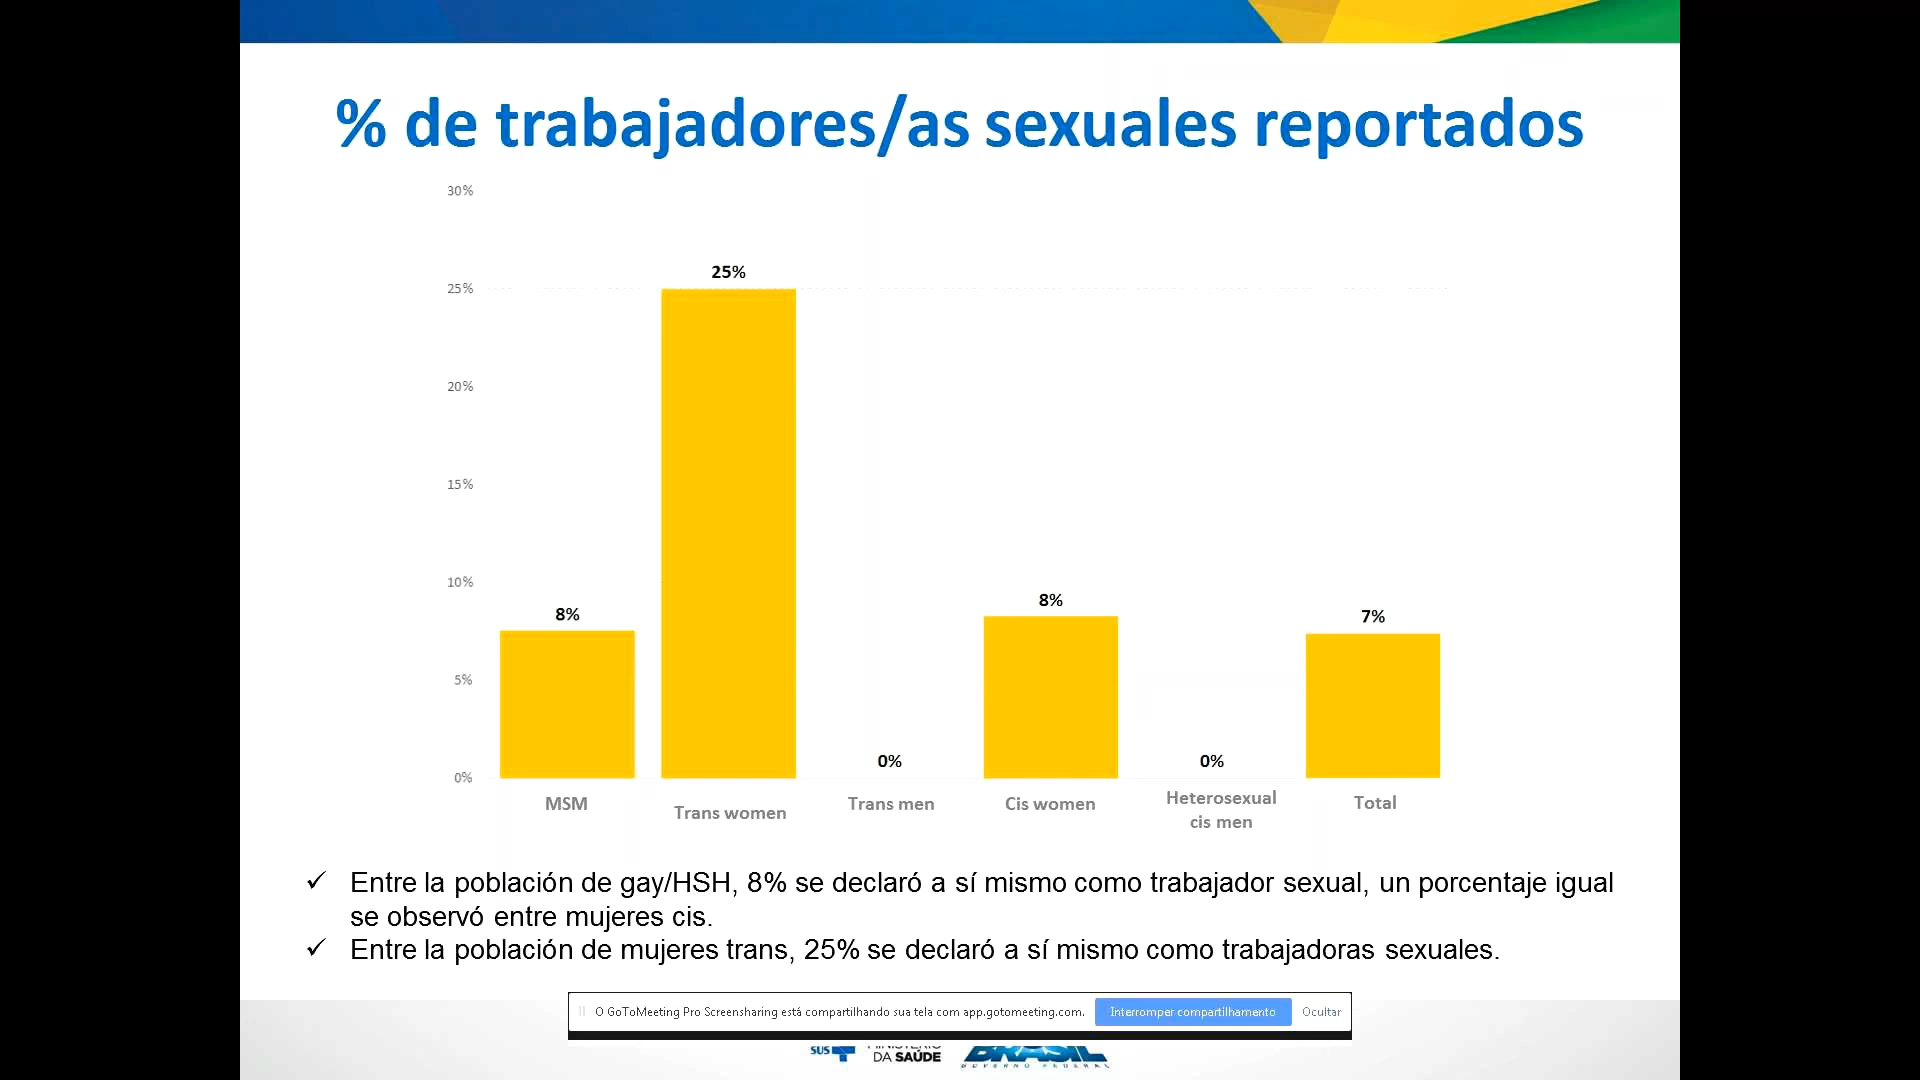 % de trabajadores/as sexuales reportados
30%
25%
20%
15%
10%
5%
0%
8%
25%
0%
8%
0%
7%
MSM
Trans women
Trans men
Cis women
Heterosexual
cis men
Total
✓ Entre la población de gay/HSH, 8% se declaró a sí mismo como trabajador sexual, un porcentaje igual
se observó entre mujeres cis.
✓ Entre la población de mujeres trans, 25% se declaró a sí mismo como trabajadoras sexuales.
O GoToMeeting Pro Screensharing está compartilhando sua tela com app.gotomeeting.com.
Interromper compartilhamento
Ocultar
SUS
MINISTÉRIO
DA SAÚDE
BRASIL
GOVERNO FEDERAL